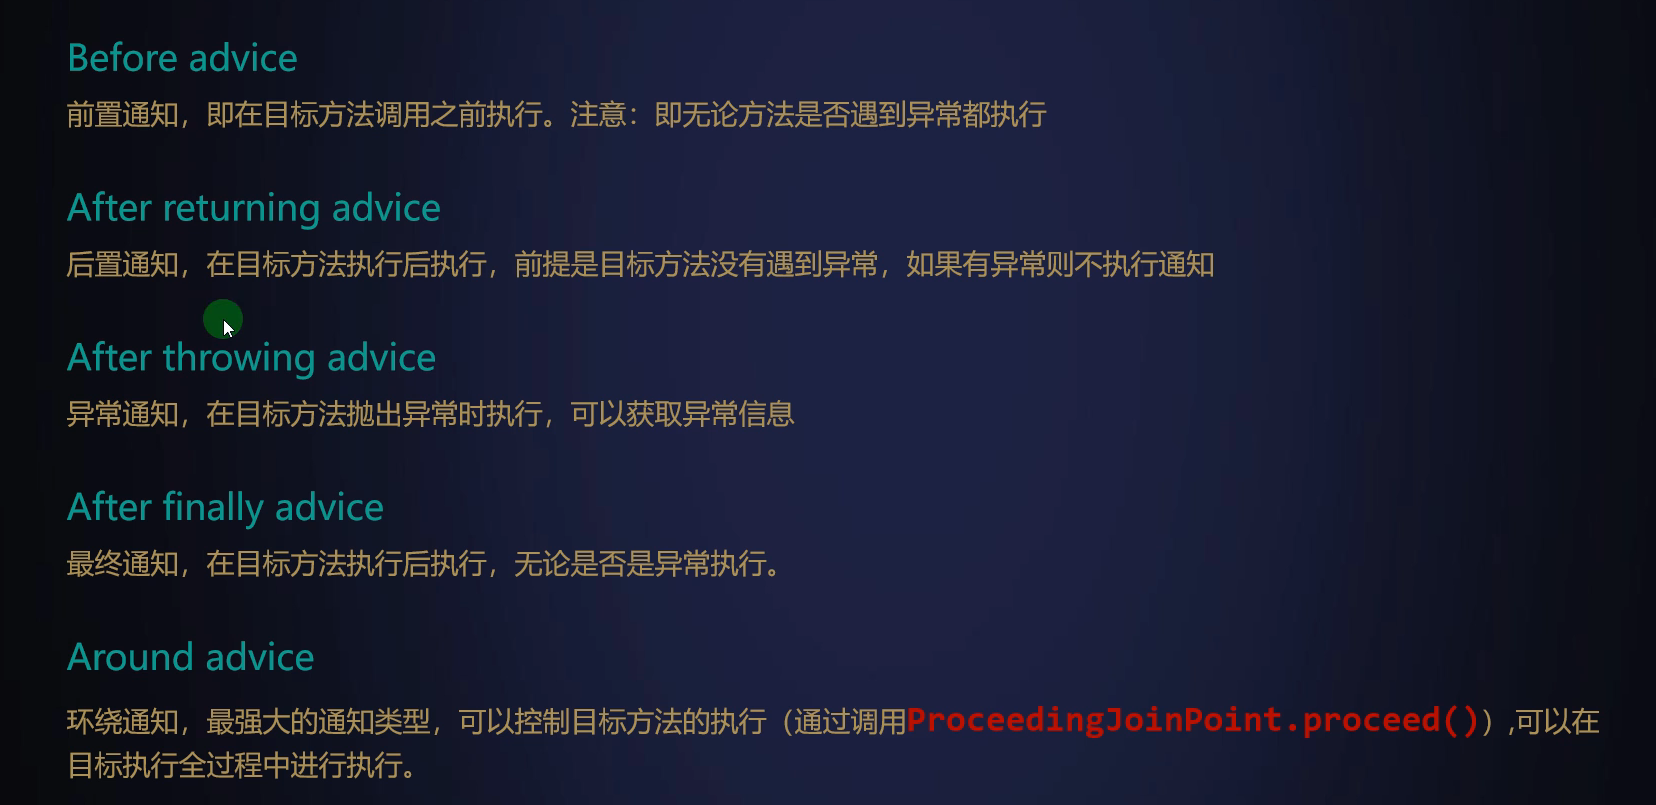 Before advice
前置通知，即在目标方法调用之前执行。注意：即无论方法是否遇到异常都执行
After returning advice
后置通知，在目标方法执行后执行，前提是目标方法没有遇到异常，如果有异常则不执行通知
After throwing advice
异常通知，在目标方法抛出异常时执行，可以获取异常信息
After finally advice
最终通知，在目标方法执行后执行，无论是否是异常执行。
Around advice
环绕通知，最强大的通知类型，可以控制目标方法的执行（通过调用ProceedingJoinPoint.proceed()）,可以在
目标执行全过程中进行执行。